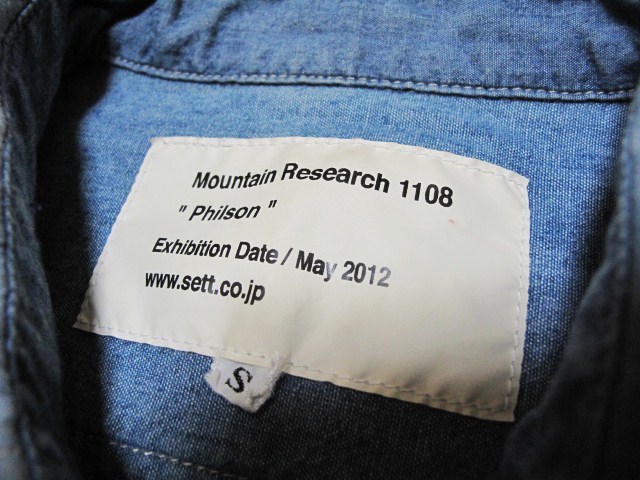 Mountain Research 1108
" Philson "
Exhibition Date / May 2012
www.sett.co.jp
S